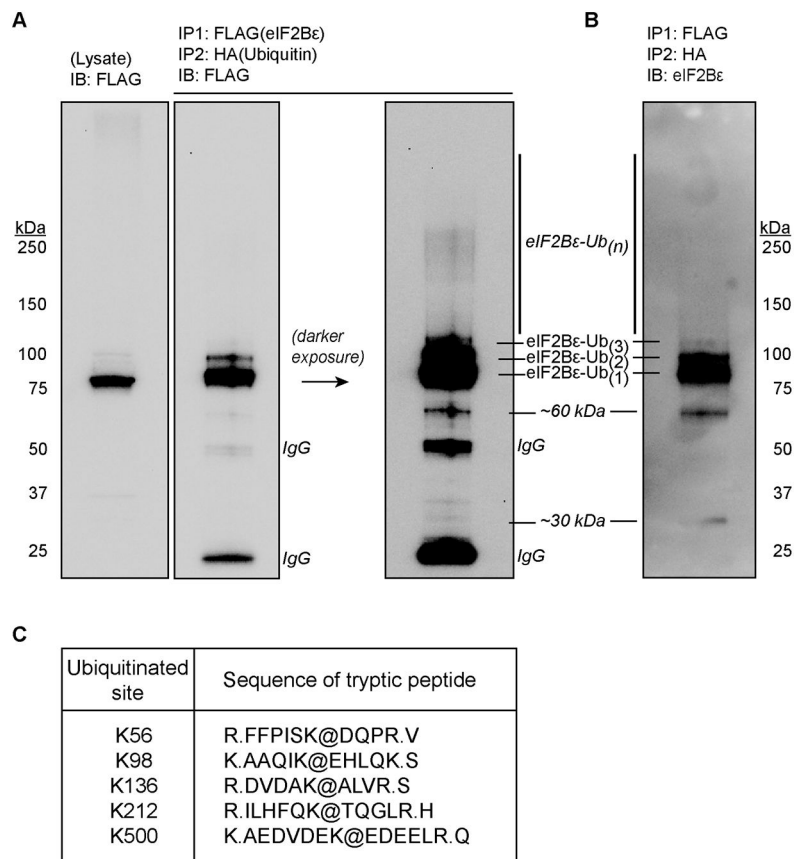 A
(Lysate)
IB: FLAG
IP1: FLAG(eIF2Bε)
IP2: HA(Ubiquitin)
IB: FLAG
B
IP1: FLAG
IP2: HA
IB: eIF2Bε
kDa
250
150
100
75
50
37
25
IgG
IgG
(darker
exposure)
eIF2Bε-Ub(n)
eIF2Bε-Ub(3)
eIF2Bε-Ub(2)
eIF2Bε-Ub(1)
~60 kDa
IgG
~30 kDa
IgG
kDa
250
150
100
75
50
37
25
C
Ubiquitinated
site
Sequence of tryptic peptide
K56 R.FFPISK@DQPR.V
K98 K.AAQIK@EHLQK.S
K136 R.DVDAK@ALVR.S
K212 R.ILHFQK@TQGLR.H
K500 K.AEDVDEK@EDEELR.Q